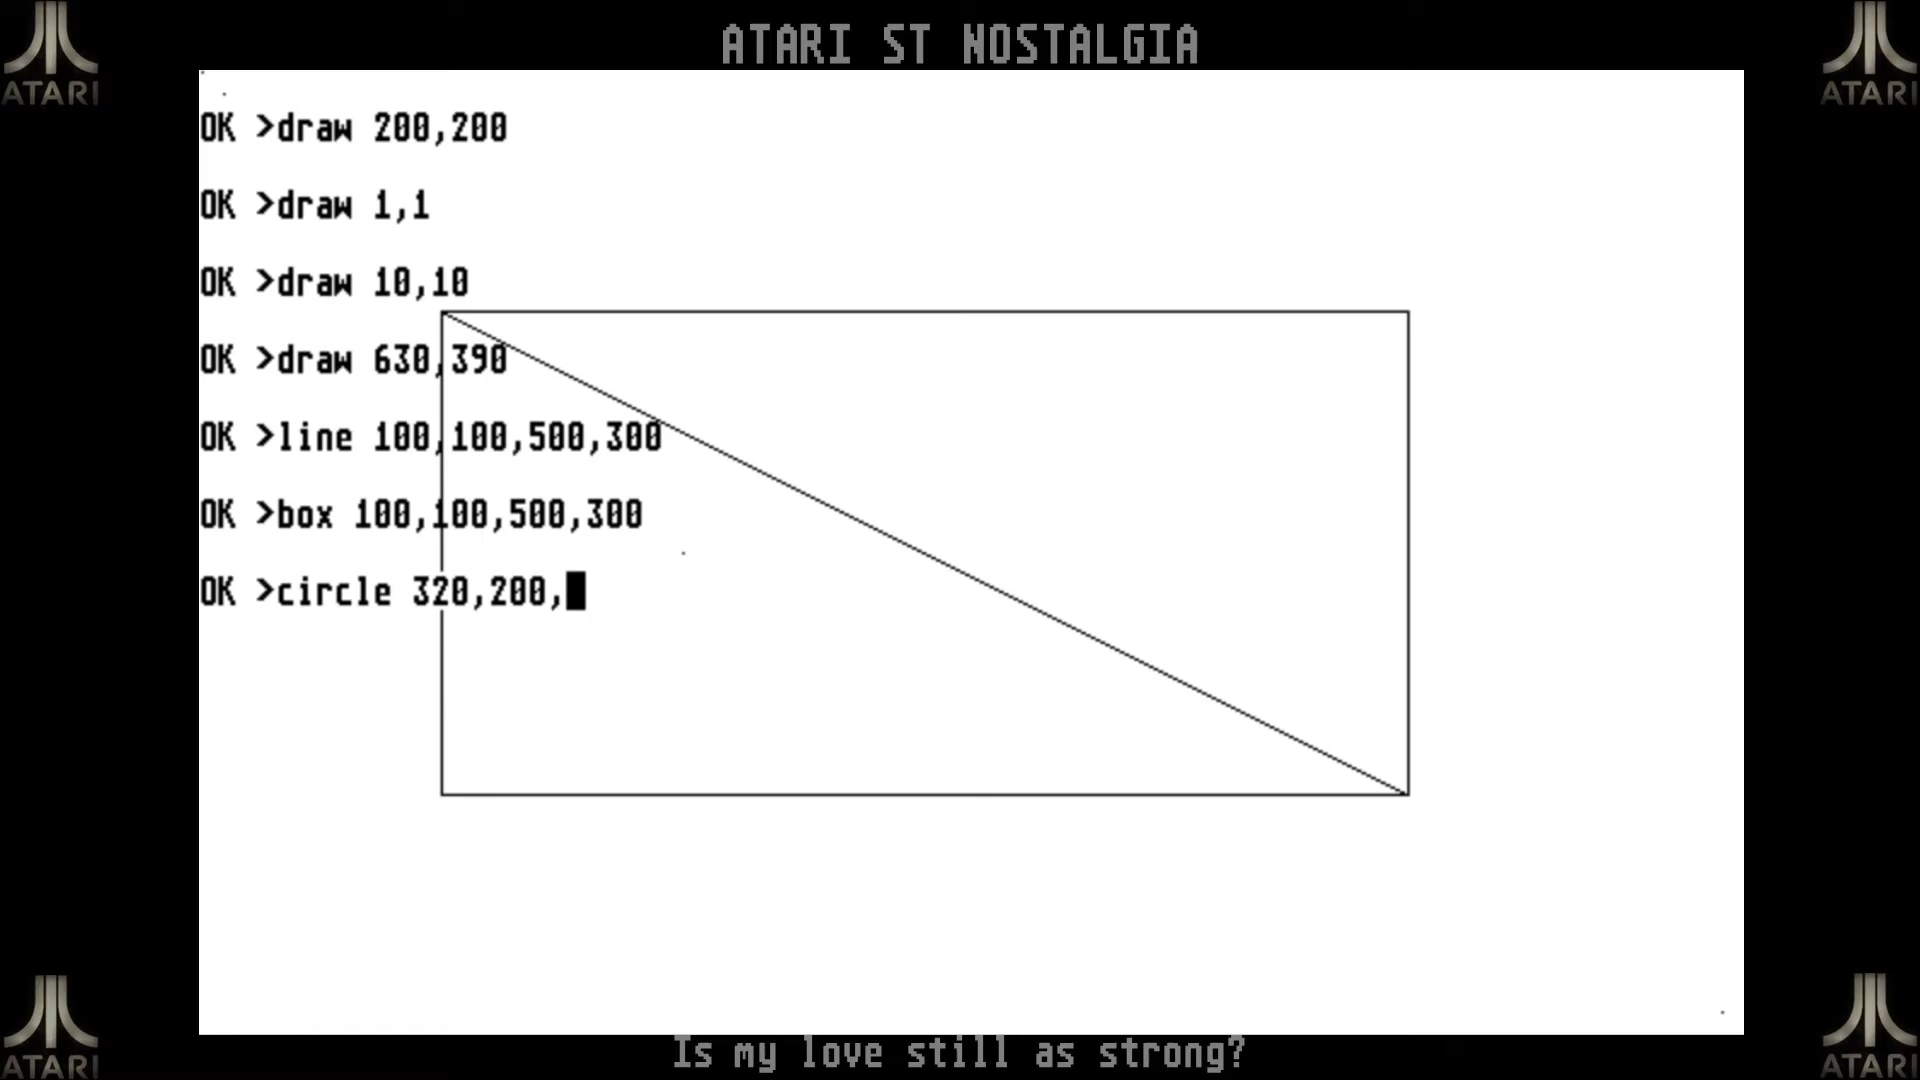 ATARI ST NOSTALGIA
ATARI
ATARI
OK >draw 200,200
OK >draw 1,1
OK >draw 10,10
OK >draw 630,390
OK >line 100,100,500,300
OK >box 100,100,500,300
OK >circle 320,200,
Is my love still as strong?
ATARI
ATARI